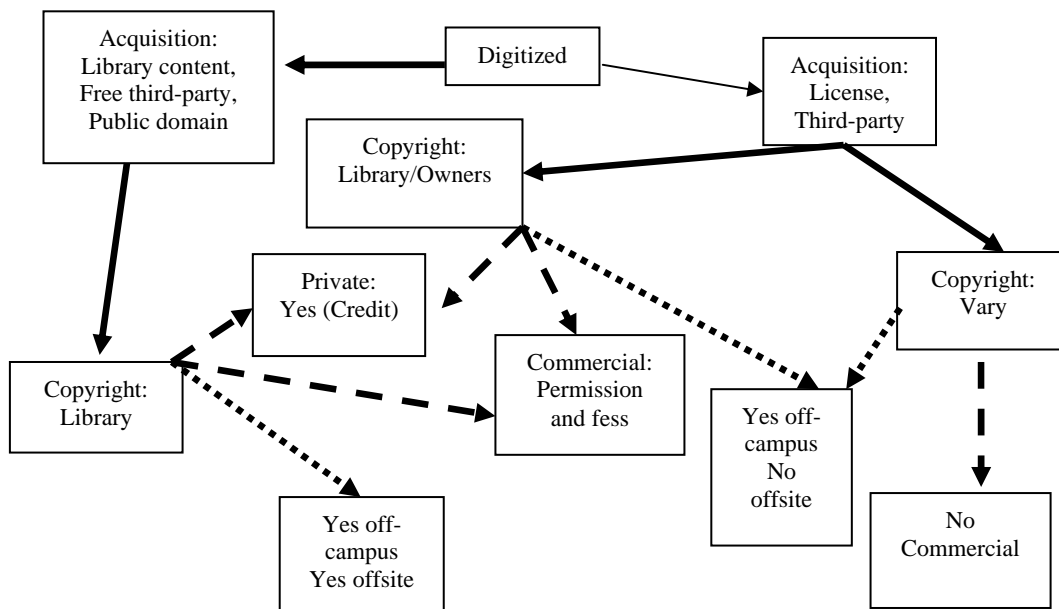 Acquisition:
Library content,
Free third-party,
Public domain
Digitized
Acquisition:
License,
Third-party
Copyright:
Library/Owners
Private:
Yes (Credit)
Copyright:
Vary
Copyright:
Library
Commercial:
Permission
and fess
Yes off-
campus
No
offsite
Yes off-
campus
Yes offsite
No
Commercial